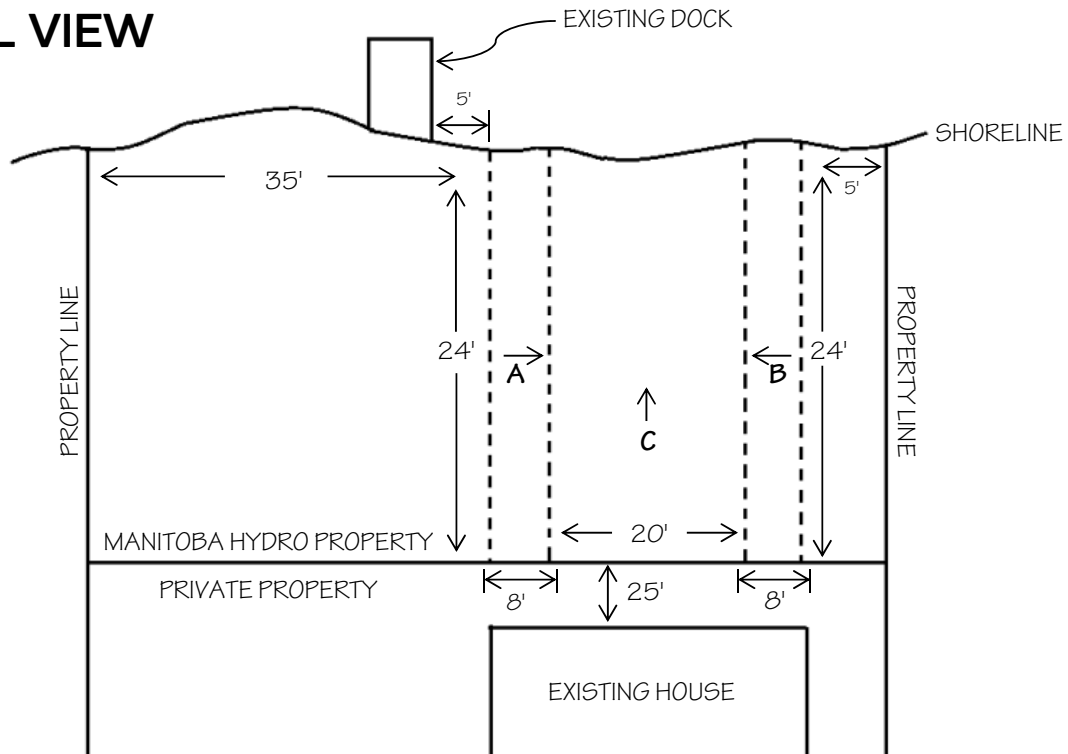 L VIEW
EXISTING DOCK
5'
SHORELINE
35'
5'
PROPERTY LINE
24'
A
B
24'
PROPERTY LINE
C
MANITOBA HYDRO PROPERTY
20'
PRIVATE PROPERTY
8'
25'
8'
EXISTING HOUSE